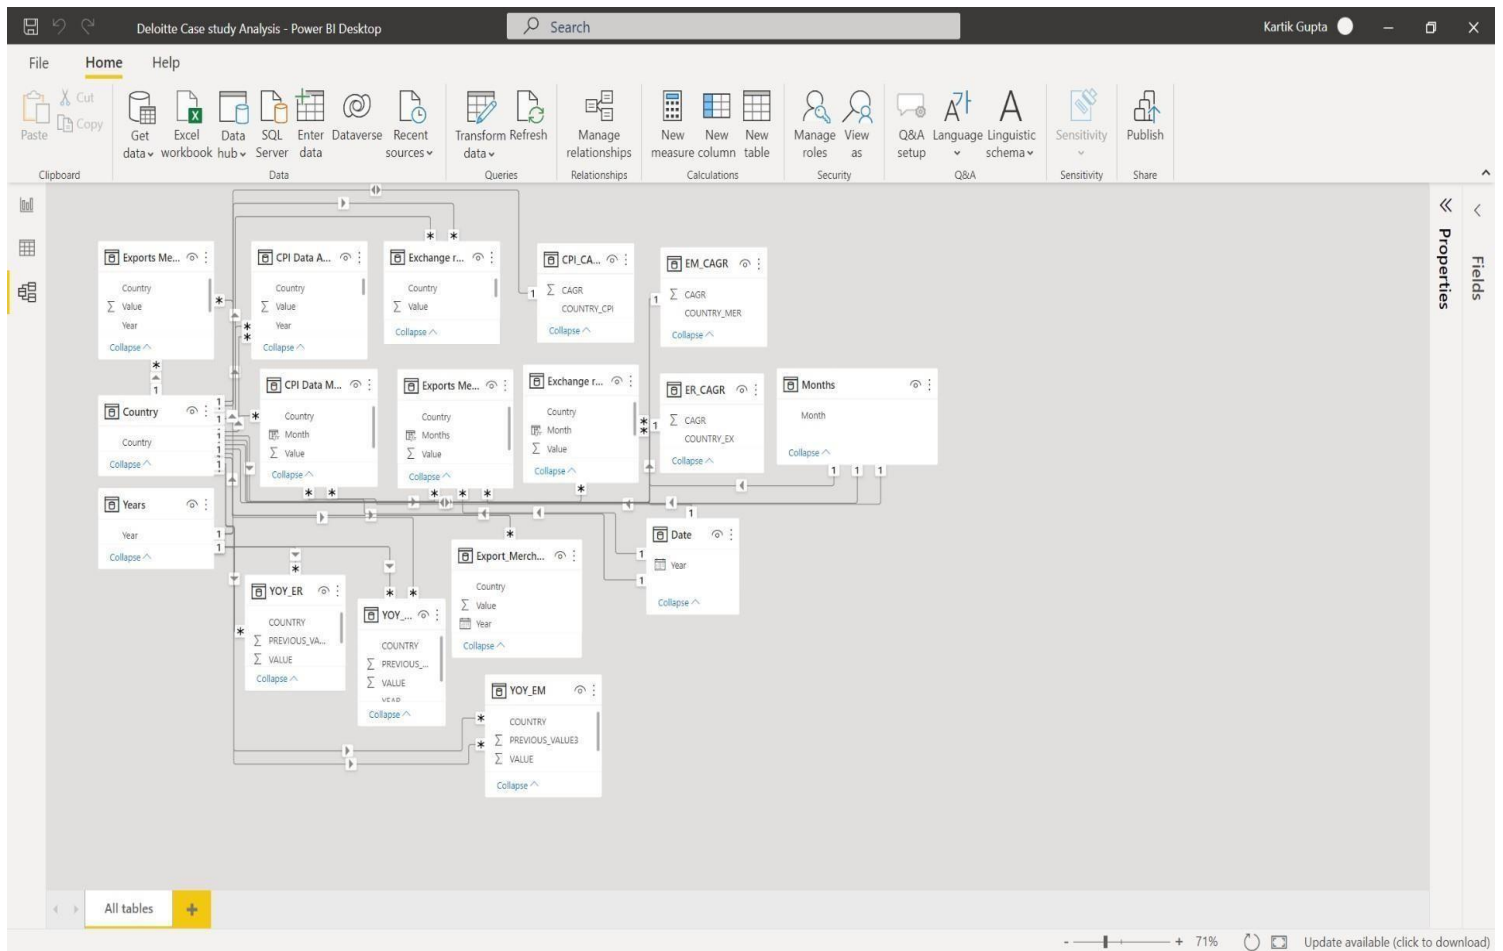 Deloitte Case study Analysis - Power BI Desktop
Search
Kartik Gupta
File Home Help
Paste
Cut
Copy
Clipboard
Get data
Excel workbook
Data hub
SQL Server
Enter data
Dataverse
Recent sources
Data
Transform data
Refresh
Queries
Manage relationships
Relationships
New measure
New column
New table
Calculations
Manage roles
View as
Security
Q&A setup
Language
Linguistic schema
Q&A
Sensitivity
Sensitivity
Publish
Share
Properties
Fields
Exports Me...
Country
Value
Year
Collapse
CPI Data A...
Country
Value
Year
Collapse
Exchange r...
Country
Value
Collapse
CPI_CA...
CAGR
COUNTRY_CPI
Collapse
EM_CAGR
CAGR
COUNTRY_MER
Collapse
Country
Country
Collapse
CPI Data M...
Country
Month
Value
Collapse
Exports Me...
Country
Months
Value
Collapse
Exchange r...
Country
Month
Value
Collapse
ER_CAGR
CAGR
COUNTRY_EX
Collapse
Months
Month
Collapse
Years
Year
Collapse
Date
Year
Collapse
YOY_ER
COUNTRY
PREVIOUS_VA...
VALUE
Collapse
YOY_...
COUNTRY
PREVIOUS_...
VALUE
YEAR
Collapse
Export_Merch...
Country
Value
Year
Collapse
YOY_EM
COUNTRY
PREVIOUS_VALUE3
VALUE
Collapse
All tables
71%
Update available (click to download)